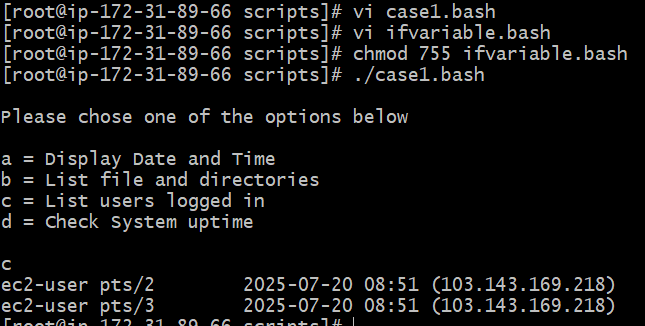 [root@ip-172-31-89-66 scripts]# vi case1.bash
[root@ip-172-31-89-66 scripts]# vi ifvariable.bash
[root@ip-172-31-89-66 scripts]# chmod 755 ifvariable.bash
[root@ip-172-31-89-66 scripts]# ./case1.bash
Please chose one of the options below
a = Display Date and Time
b = List file and directories
c = List users logged in
d = Check System uptime
c
ec2-user pts/2        2025-07-20 08:51 (103.143.169.218)
ec2-user pts/3        2025-07-20 08:51 (103.143.169.218)
[root@ip-172-31-89-66 scripts]#